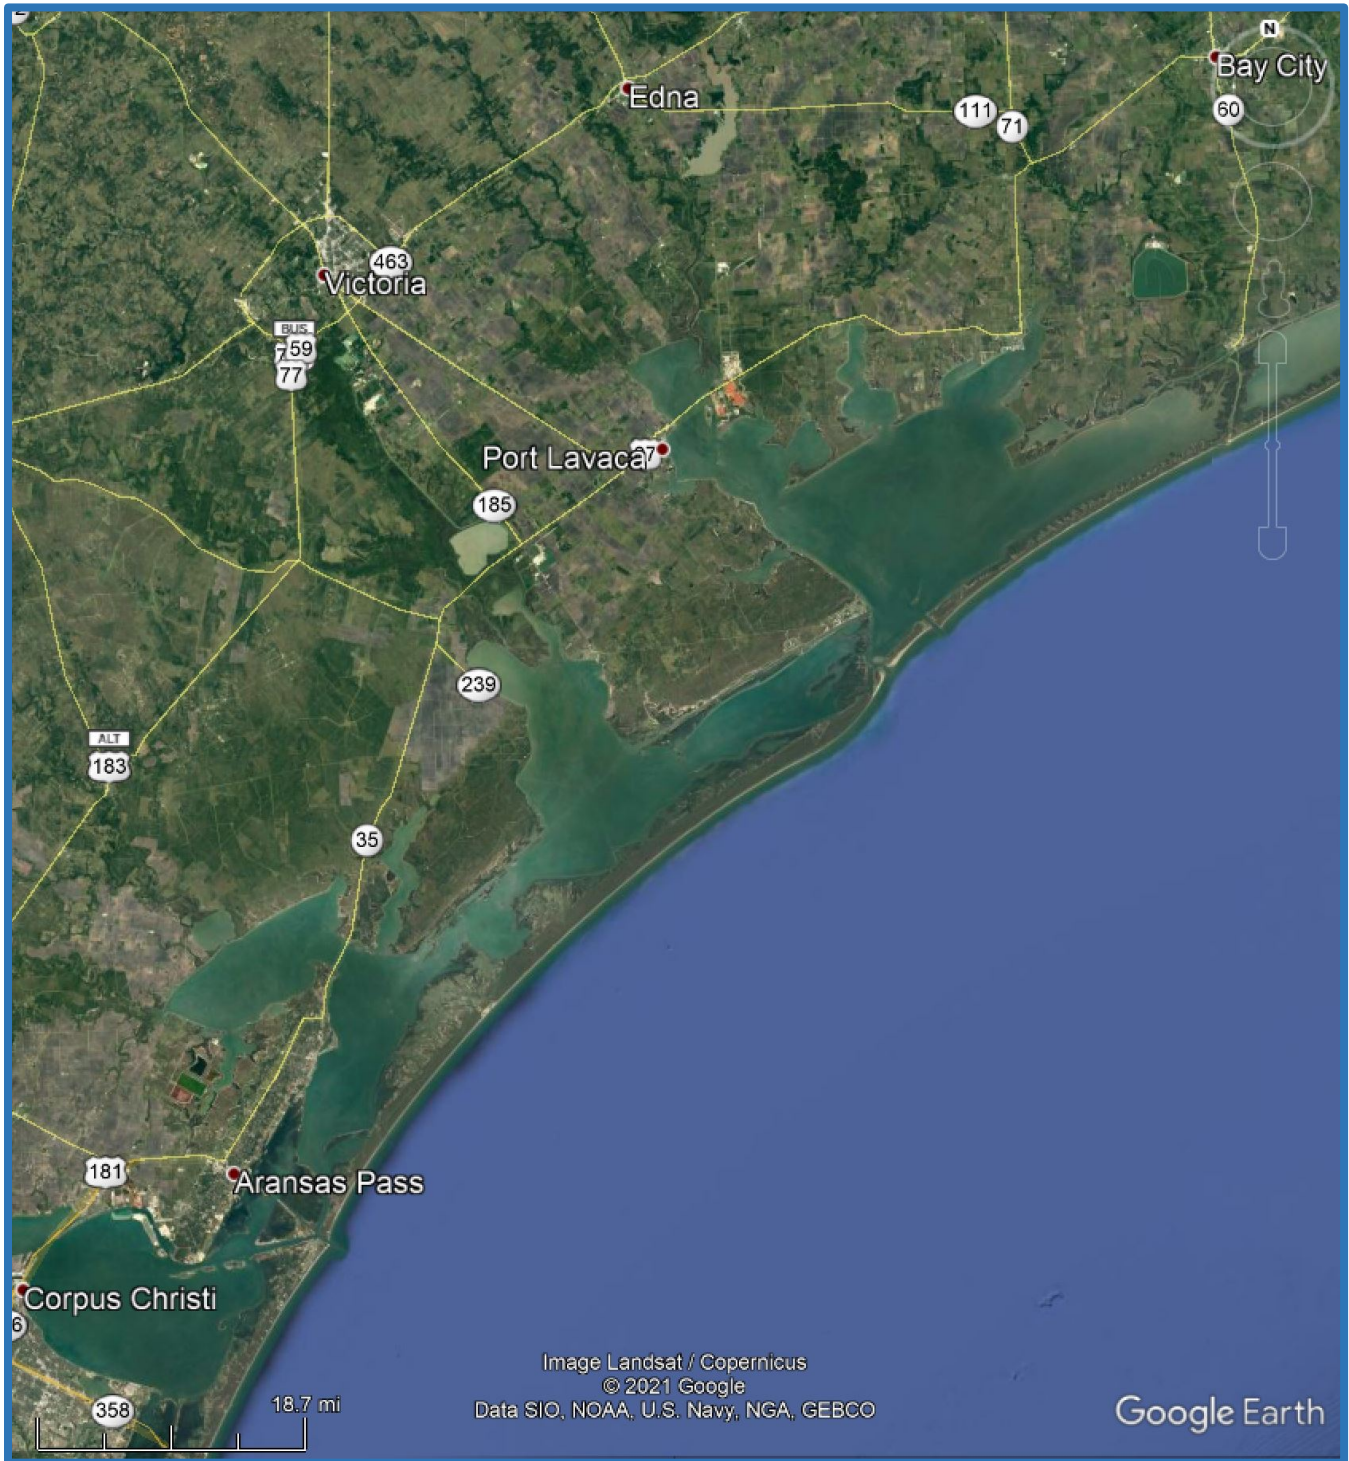 N
Bay City
Edna
111
71
60
463
Victoria
BUS
59
77
Port Lavaca
185
239
ALT
183
35
181
Aransas Pass
Corpus Christi
6
358
18.7 mi
Image Landsat / Copernicus
© 2021 Google
Data SIO, NOAA, U.S. Navy, NGA, GEBCO
Google Earth